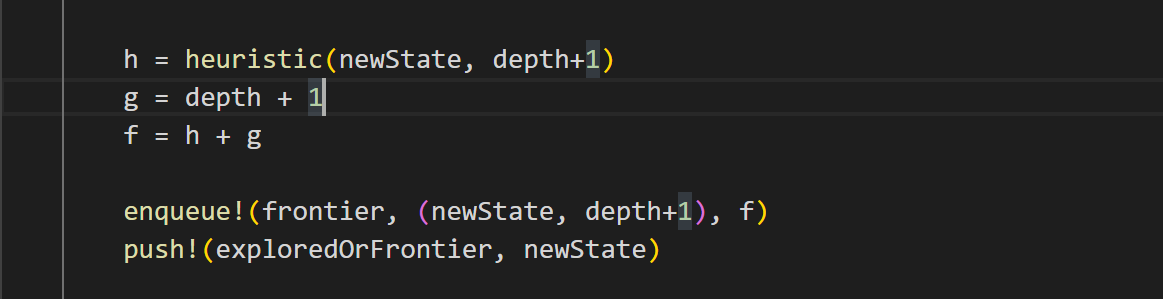 h = heuristic(newState, depth+1)
g = depth + 1
f = h + g
enqueue!(frontier, (newState, depth+1), f)
push!(exploredOrFrontier, newState)